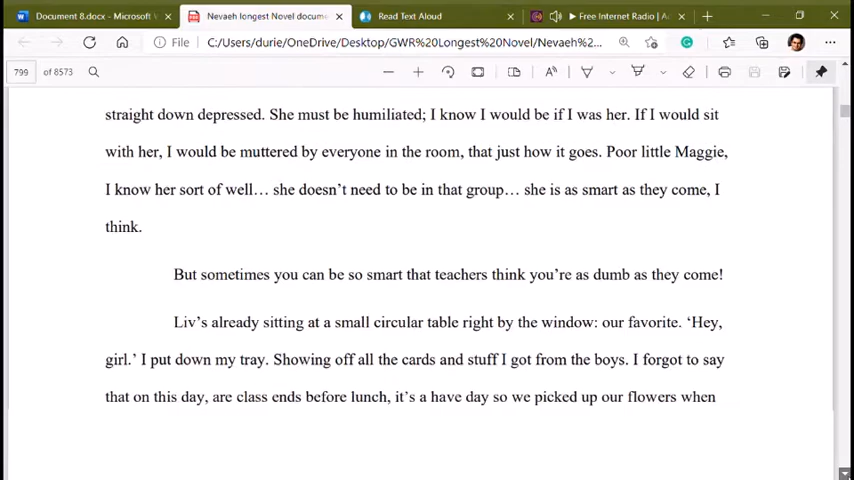 Document 8.docx - Microsoft W
Nevaeh longest Novel docume
Read Text Aloud
Free Internet Radio | Ac
File
C:/Users/durie/OneDrive/Desktop/GWR%20Longest%20Novel/Nevaeh%2...
799 of 8573
straight down depressed. She must be humiliated; I know I would be if I was her. If I would sit
with her, I would be muttered by everyone in the room, that just how it goes. Poor little Maggie,
I know her sort of well… she doesn’t need to be in that group… she is as smart as they come, I
think.
But sometimes you can be so smart that teachers think you’re as dumb as they come!
Liv’s already sitting at a small circular table right by the window: our favorite. ‘Hey,
girl.’ I put down my tray. Showing off all the cards and stuff I got from the boys. I forgot to say
that on this day, are class ends before lunch, it’s a have day so we picked up our flowers when